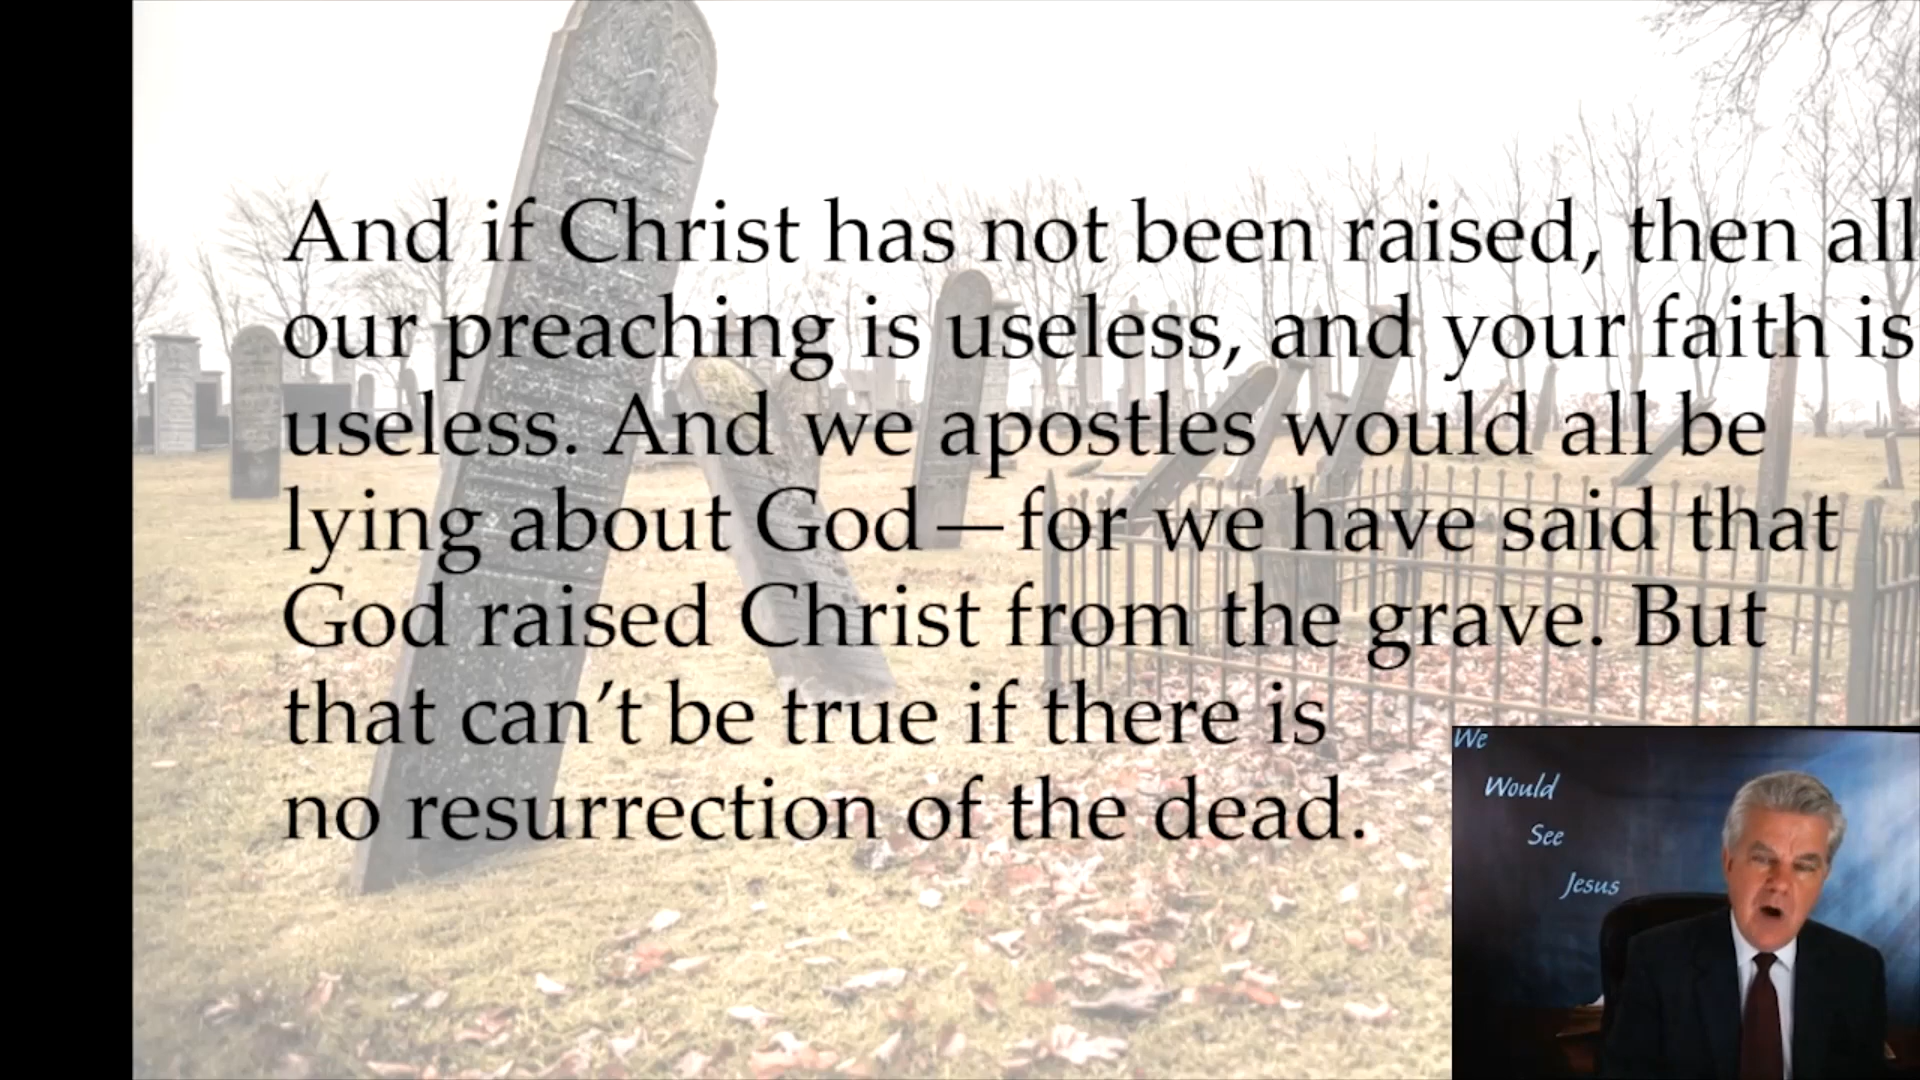 And if Christ has not been raised, then all
our preaching is useless, and your faith is
useless. And we apostles would all be
lying about God—for we have said that
God raised Christ from the grave. But
that can’t be true if there is
no resurrection of the dead.
We
Would
See
Jesus